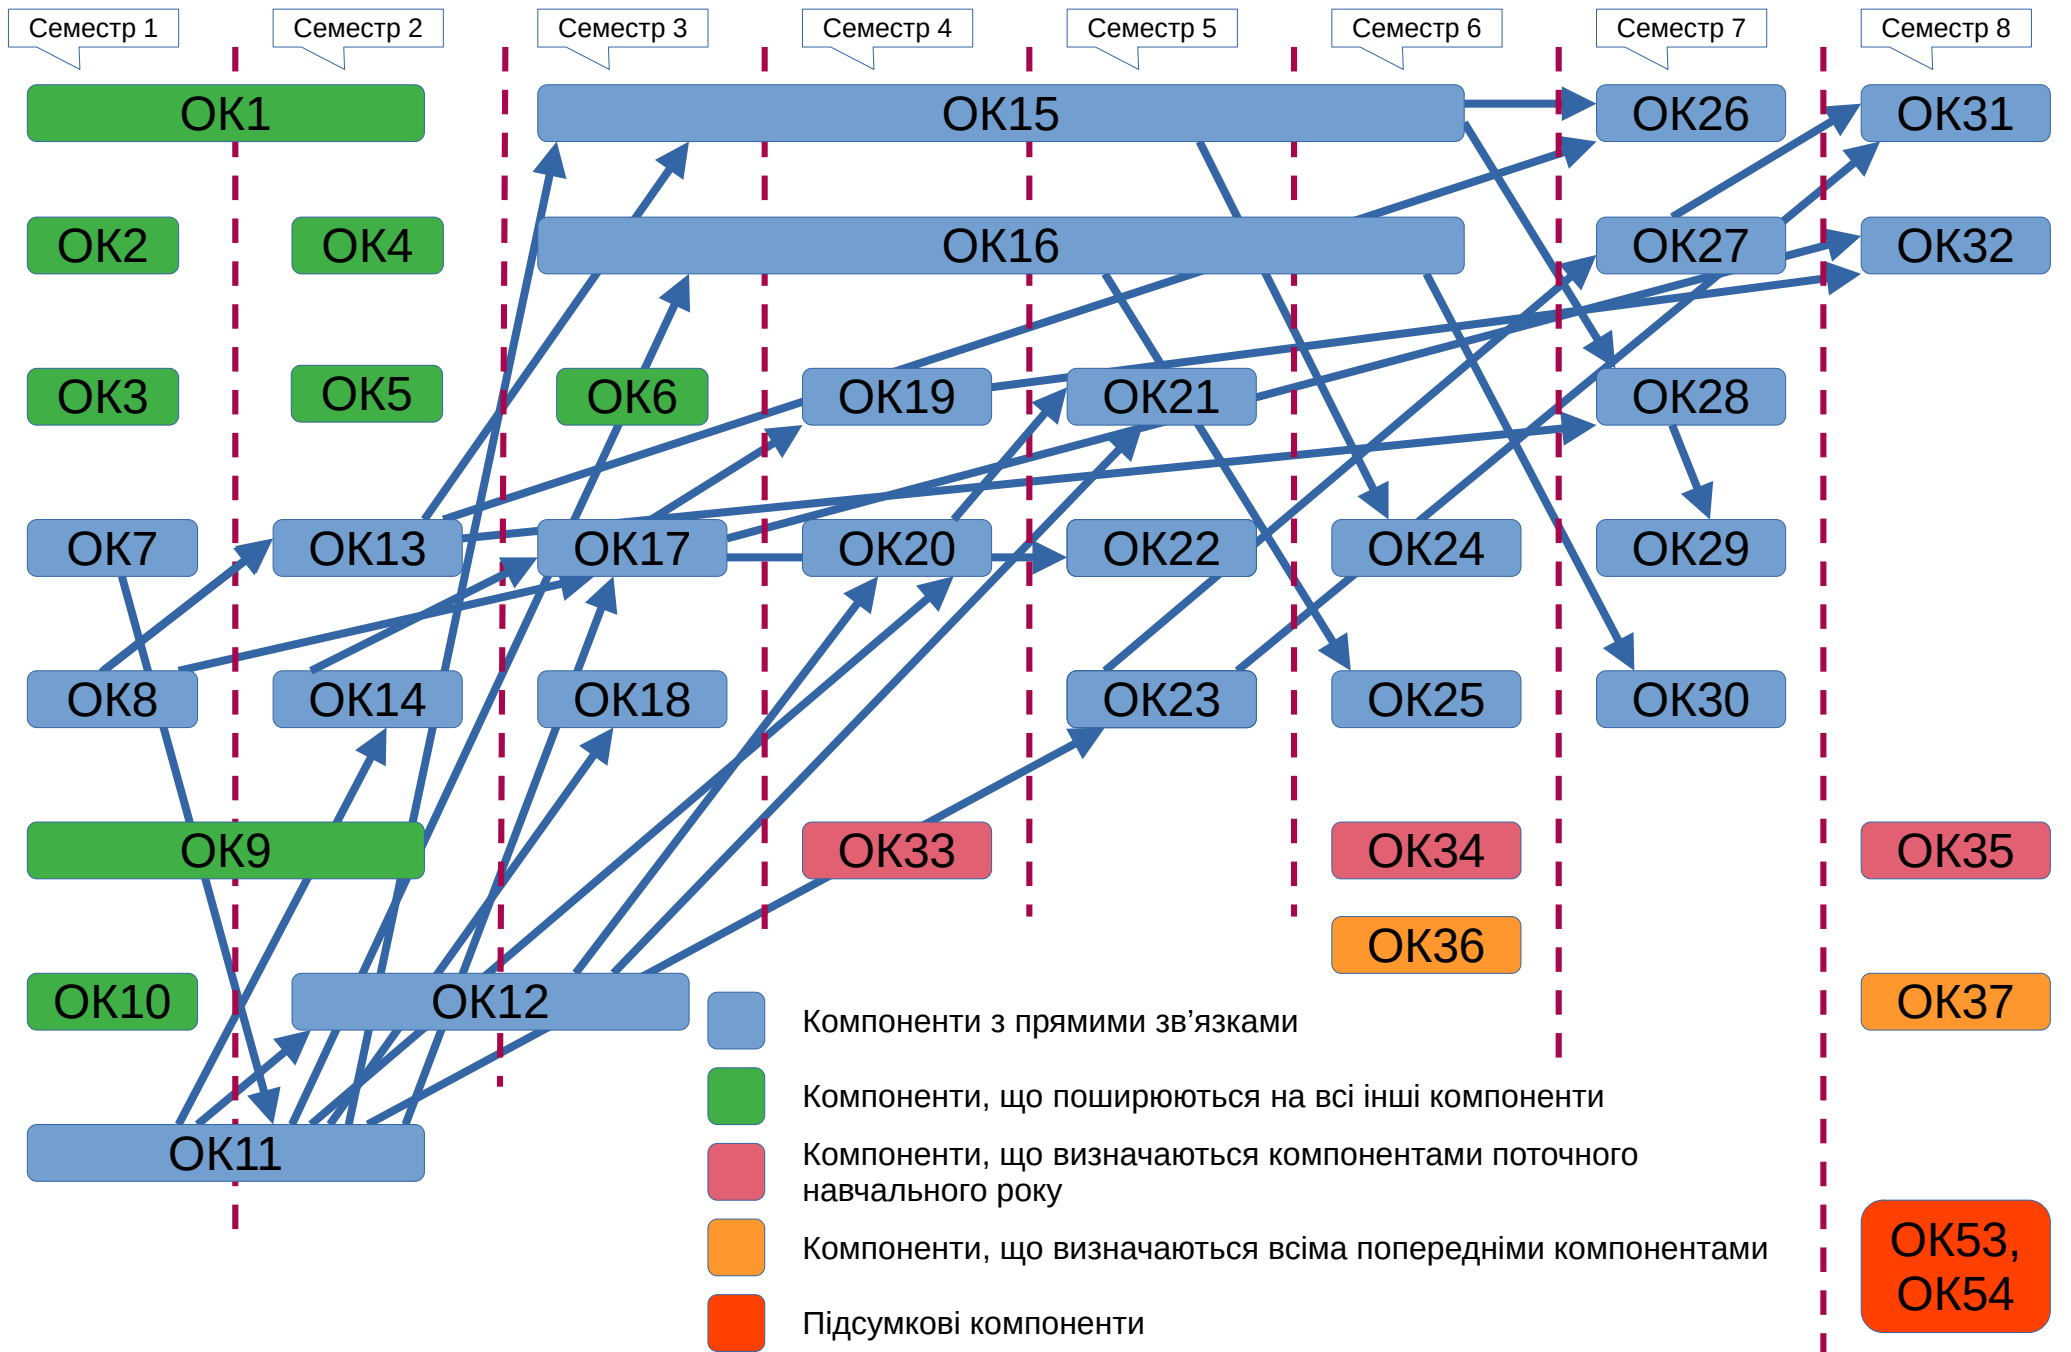 Семестр 1
Семестр 2
Семестр 3
Семестр 4
Семестр 5
Семестр 6
Семестр 7
Семестр 8
ОК1
ОК15
ОК26
ОК31
ОК2
ОК4
ОК16
ОК27
ОК32
ОК3
ОК5
ОК6
ОК19
ОК21
ОК28
ОК7
ОК13
ОК17
ОК20
ОК22
ОК24
ОК29
ОК8
ОК14
ОК18
ОК23
ОК25
ОК30
ОК9
ОК33
ОК34
ОК35
ОК36
ОК10
ОК12
ОК37
Компоненти з прямими зв’язками
Компоненти, що поширюються на всі інші компоненти
ОК11
Компоненти, що визначаються компонентами поточного
навчального року
Компоненти, що визначаються всіма попередніми компонентами
ОК53,
ОК54
Підсумкові компоненти